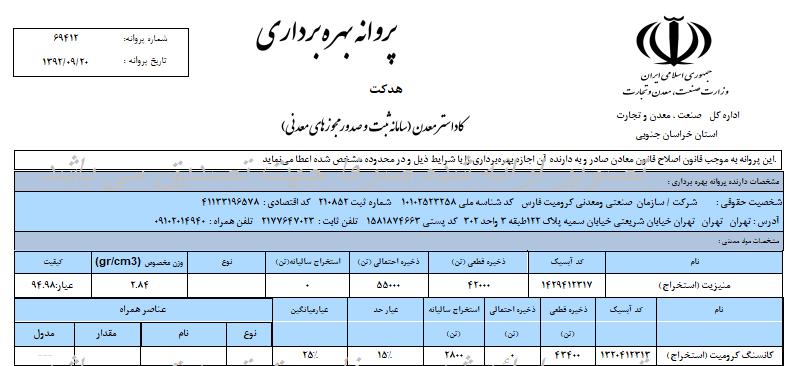 پروانه بهره برداری
شماره پروانه: ۶۹۴۱۲
تاریخ پروانه : ۱۳۹۲/۰۹/۲۰
هدکت
کاداستر معدن (سامانه ثبت و صدور مجوزهای معدنی)
جمهوری اسلامی ایران
وزارت صنعت، معدن و تجارت
اداره کل صنعت ، معدن و تجارت
استان خراسان جنوبی
این پروانه به موجب قانون اصلاح قانون معادن صادر و به دارنده آن اجازه بهره‌برداری را با شرایط ذیل و در محدوده مشخص شده اعطا می‌نماید.
مشخصات دارنده پروانه بهره برداری :
شخصیت حقوقی : شرکت / سازمان صنعتی ومعدنی کرومیت فارس کد شناسه ملی ۱۰۱۰۲۵۲۳۲۵۸ شماره ثبت ۲۱۰۸۵۲ کد اقتصادی : ۴۱۱۳۳۱۹۶۵۷۸
آدرس : تهران تهران تهران خیابان شریعتی خیابان سمیه پلاک ۱۲۲طبقه ۳ واحد ۳۰۲ کد پستی ۱۵۸۱۸۷۴۶۶۳ تلفن ثابت : ۲۱۷۷۶۴۷۰۲۳ تلفن همراه : ۰۹۱۰۲۰۱۴۹۴۰
مشخصات مواد معدنی :
نام کد آیسیک ذخیره قطعی (تن) ذخیره احتمالی (تن) استخراج سالیانه(تن) نوع وزن مخصوص (gr/cm3) کیفیت
منیزیت (استخراج) ۱۴۲۹۴۱۲۳۱۷ ۴۲۰۰۰ ۵۵۰۰۰ ۰ ۲.۸۴ عیار:۹۴.۹۸
نام کد آیسیک ذخیره قطعی (تن) ذخیره احتمالی (تن) استخراج سالیانه (تن) عیار حد عیارمیانگین عناصر همراه
نوع نام مقدار مدول
کانسنگ کرومیت (استخراج) ۱۳۲۰۴۱۲۳۱۳ ۴۳۴۰۰ ۰ ۲۸۰۰ ۱۵% ۲۵% ---